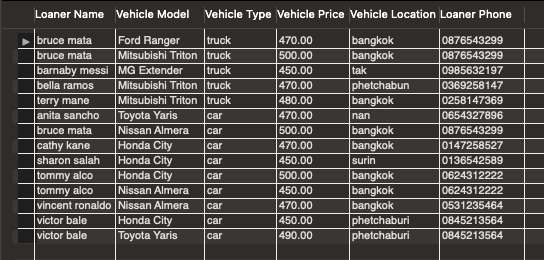 Loaner Name Vehicle Model Vehicle Type Vehicle Price Vehicle Location Loaner Phone
bruce mata Ford Ranger truck 470.00 bangkok 0876543299
bruce mata Mitsubishi Triton truck 500.00 bangkok 0876543299
barnaby messi MG Extender truck 450.00 tak 0985632197
bella ramos Mitsubishi Triton truck 470.00 phetchabun 0369258147
terry mane Mitsubishi Triton truck 480.00 bangkok 0258147369
anita sancho Toyota Yaris car 470.00 nan 0654327896
bruce mata Nissan Almera car 500.00 bangkok 0876543299
cathy kane Honda City car 470.00 bangkok 0147258527
sharon salah Honda City car 450.00 surin 0136542589
tommy alco Honda City car 500.00 bangkok 0624312222
tommy alco Nissan Almera car 450.00 bangkok 0624312222
vincent ronaldo Nissan Almera car 470.00 bangkok 0531235464
victor bale Honda City car 450.00 phetchaburi 0845213564
victor bale Toyota Yaris car 490.00 phetchaburi 0845213564